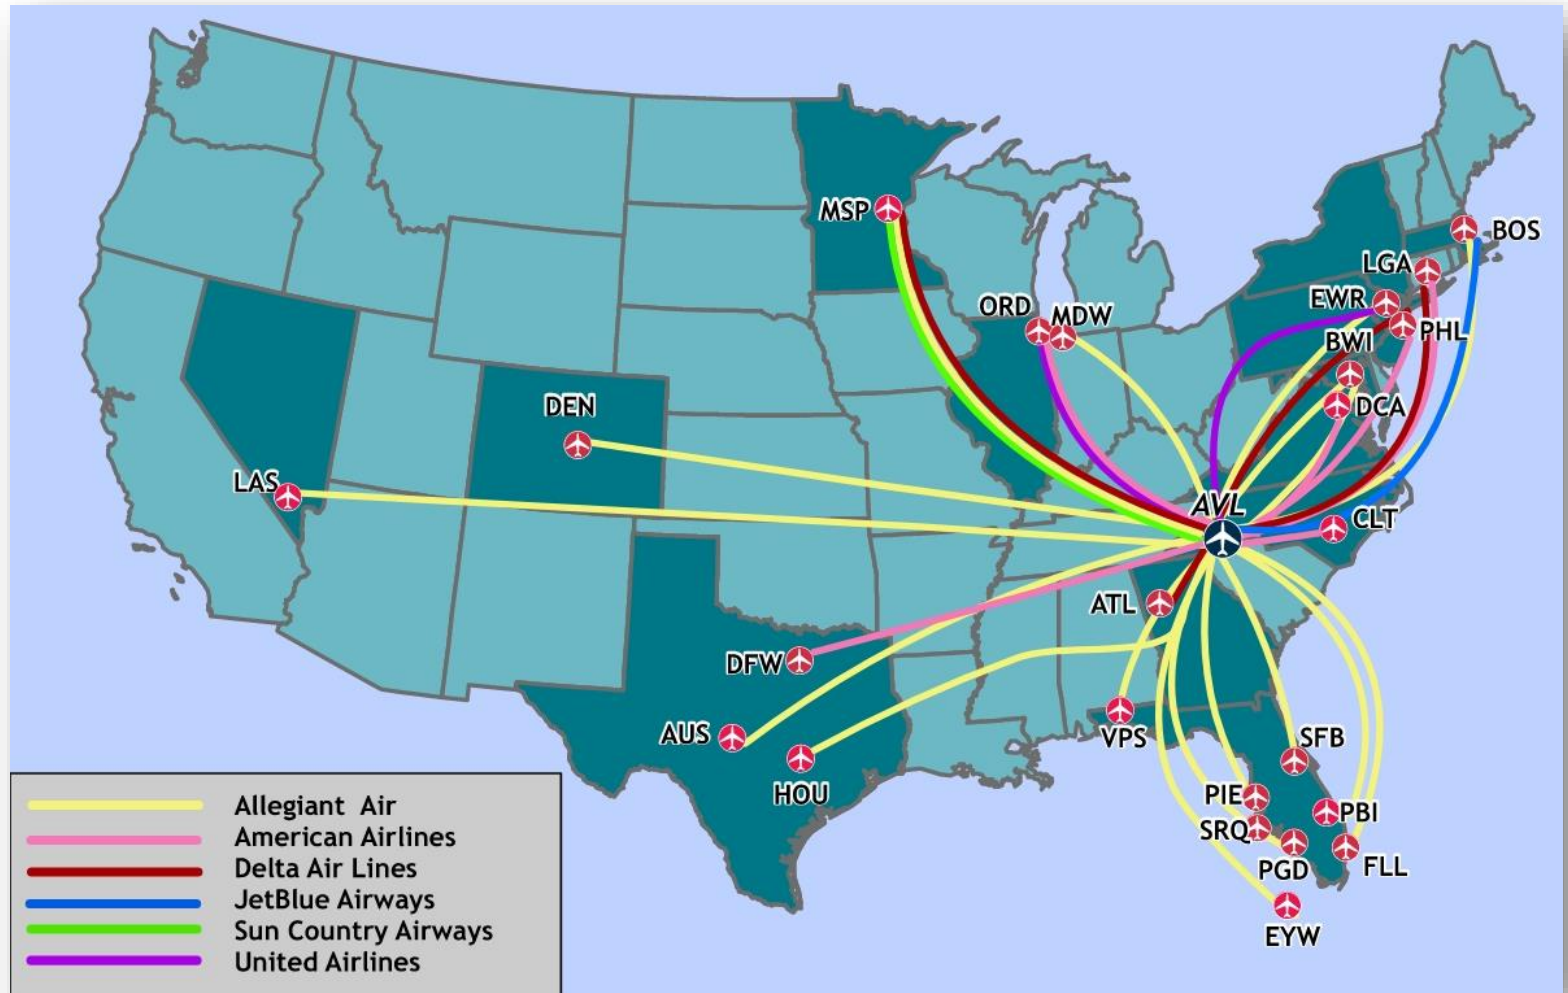 MSP
BOS
LGA
ORD
MDW
EWR
PHL
BWI
DEN
DCA
LAS
AVL
CLT
ATL
DFW
AUS
VPS
SFB
HOU
PIE
PBI
SRQ
PGD
FLL
EYW
Allegiant Air
American Airlines
Delta Air Lines
JetBlue Airways
Sun Country Airways
United Airlines